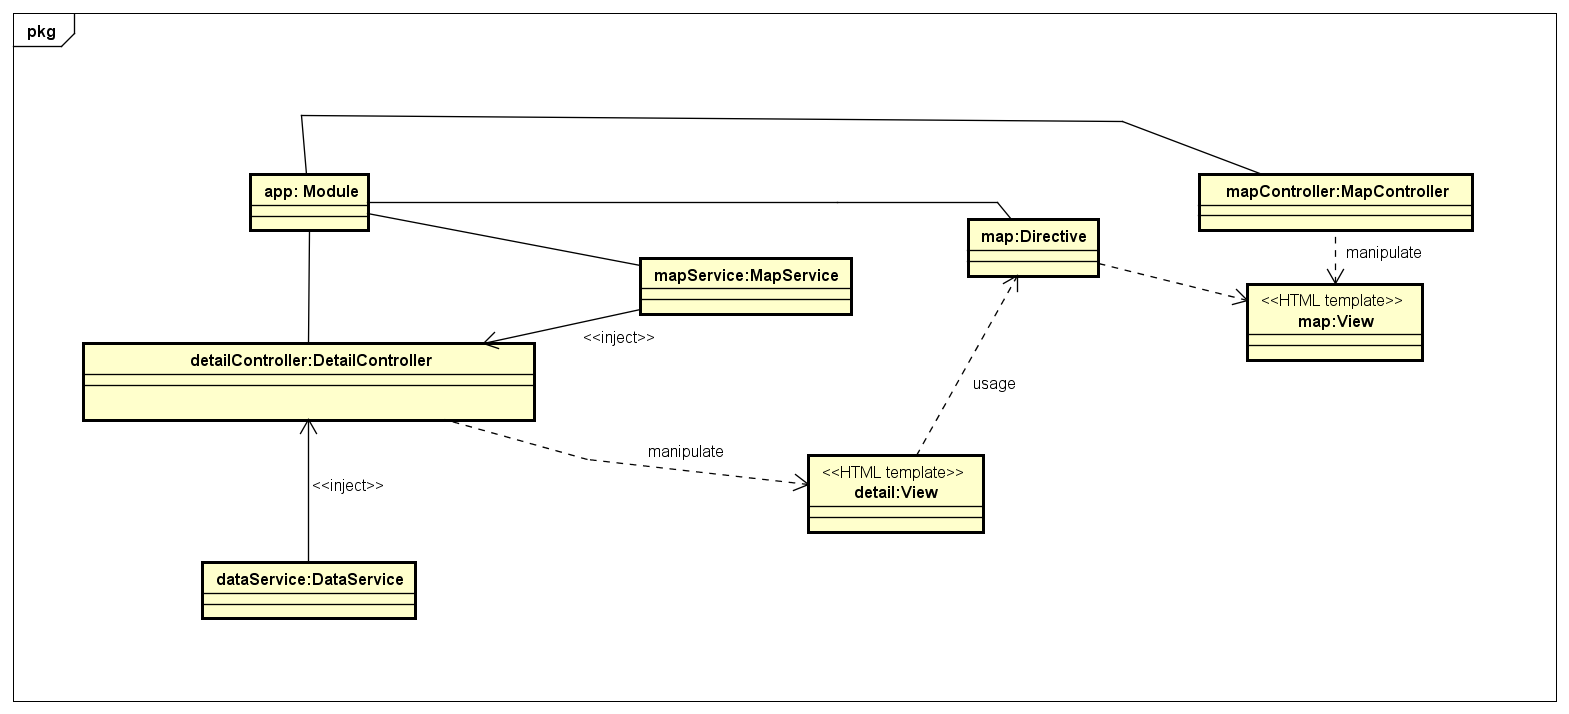 pkg
app: Module
mapController:MapController
map:Directive
manipulate
mapService:MapService
<<HTML template>>
map:View
<<inject>>
detailController:DetailController
usage
manipulate
<<HTML template>>
detail:View
<<inject>>
dataService:DataService